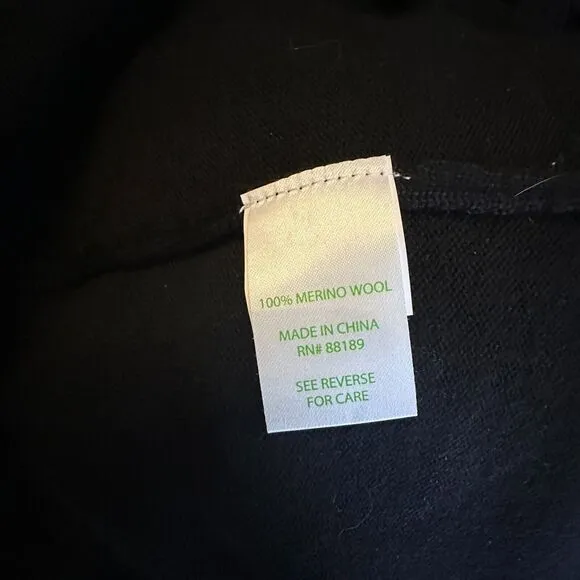 100% MERINO WOOL
MADE IN CHINA
RN# 88189
SEE REVERSE
FOR CARE